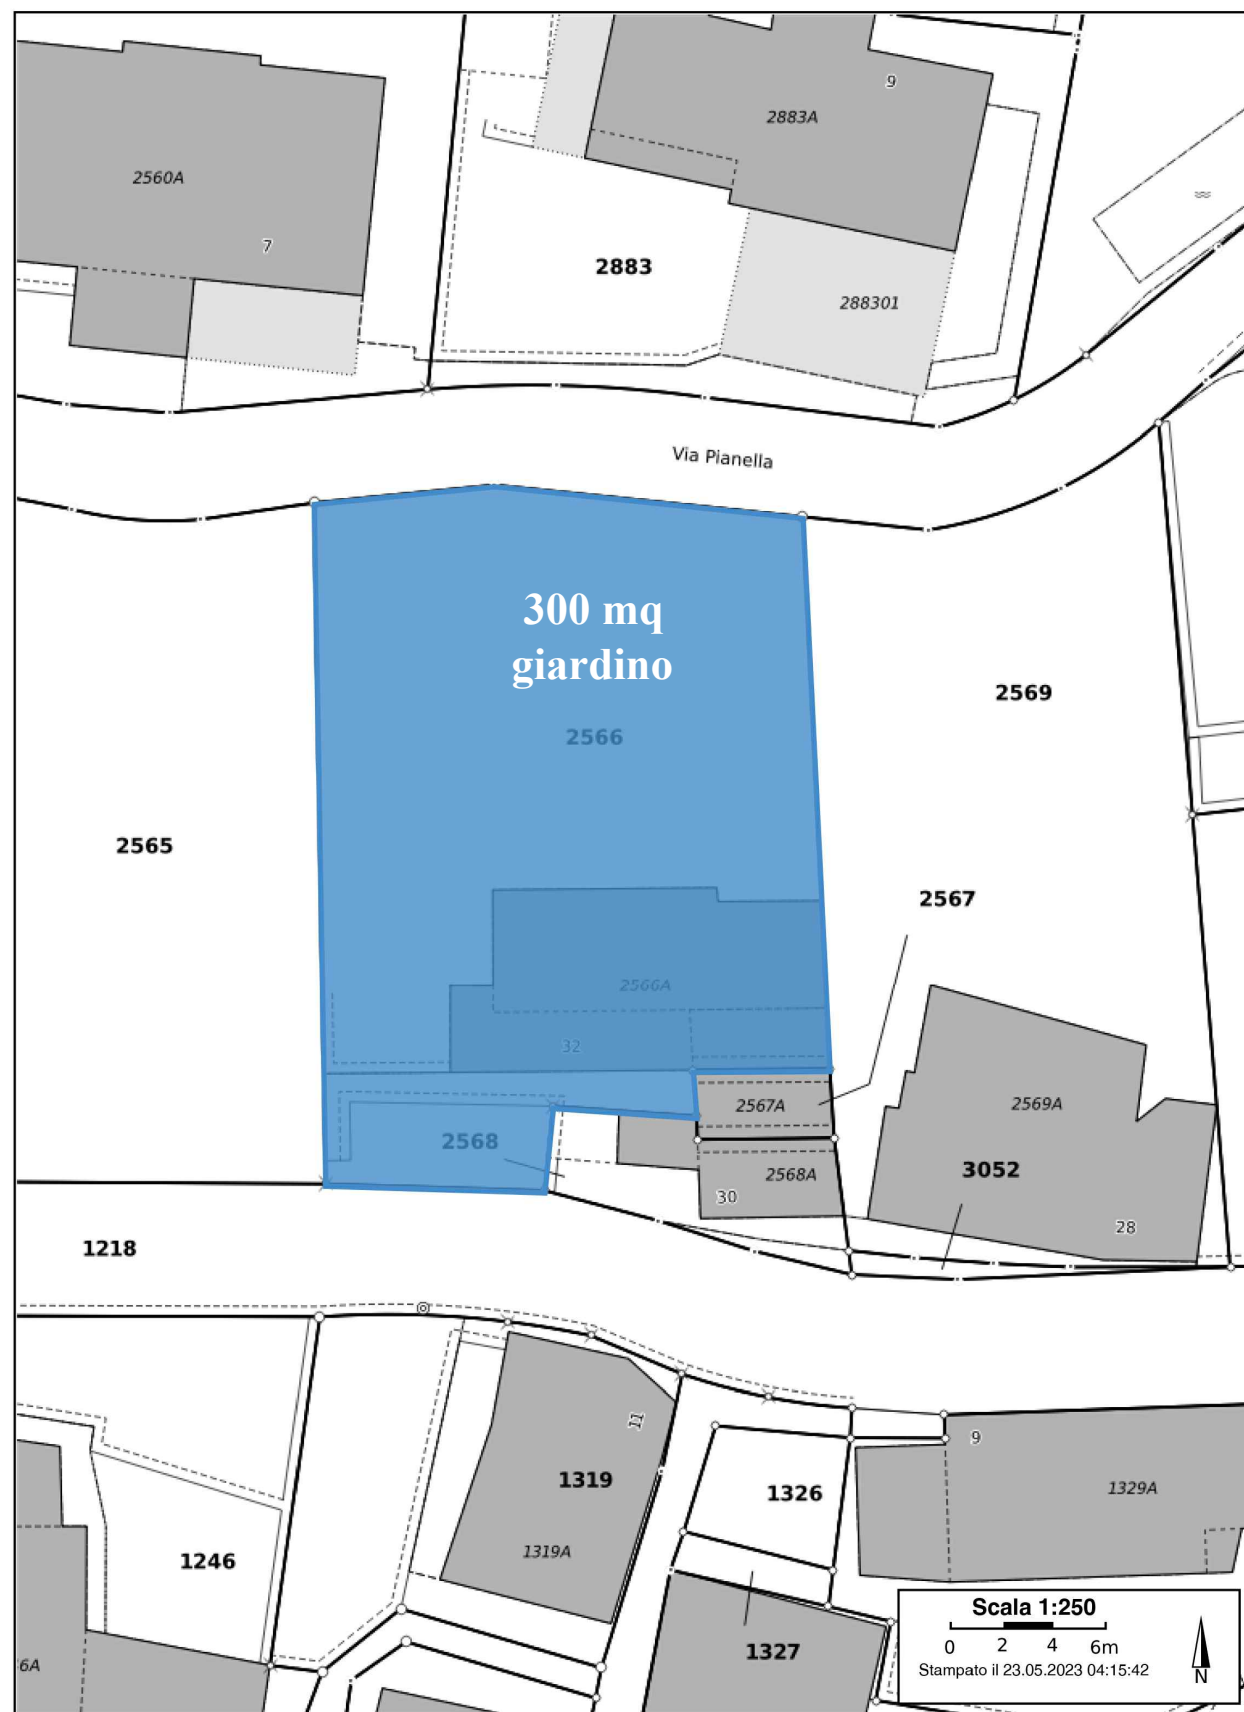 9
2883A
2560A
7
2883
288301
Via Pianella
300 mq
giardino
2569
2566
2565
2567
2566A
32
2567A
2569A
2568
3052
2568A
30
28
1218
11
9
1319
1326
1329A
1319A
1246
Scala 1:250
0 2 4 6m
1327
6A
Stampato il 23.05.2023 04:15:42
N